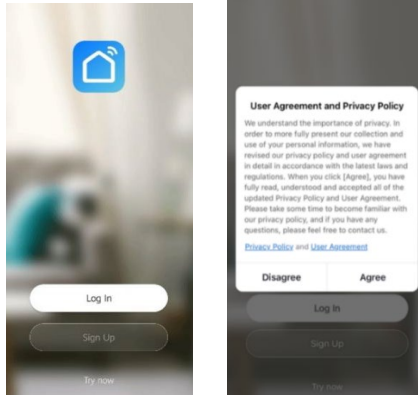 Log In
Sign Up
Try now
User Agreement and Privacy Policy
We understand the importance of privacy. In
order to more fully present our collection and
use of your personal information, we have
revised our privacy policy and user agreement
in detail in accordance with the latest laws and
regulations. When you click [Agree], you have
fully read, understood and accepted all of the
updated Privacy Policy and User Agreement.
Please take some time to become familiar with
our privacy policy, and if you have any
questions, please feel free to contact us.
Privacy Policy and User Agreement
Disagree Agree
Log In
Sign Up
Try now